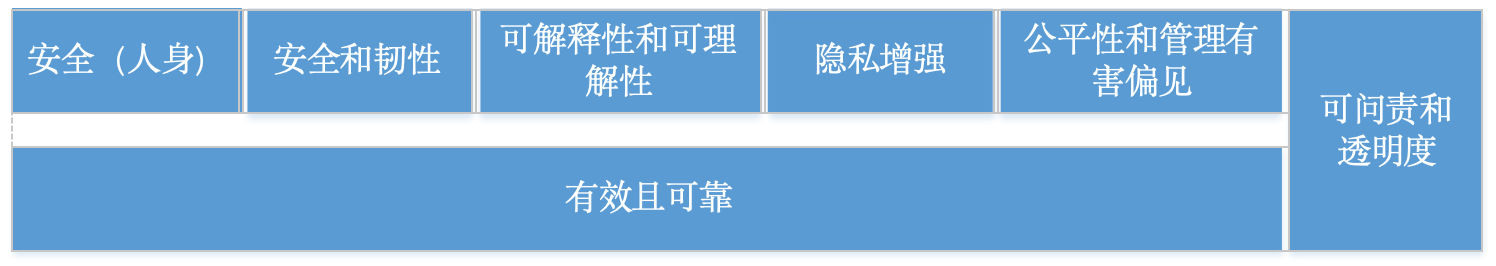 安全（人身）
安全和韧性
可解释性和可理
解性
隐私增强
公平性和管理有
害偏见
可问责和
透明度
有效且可靠